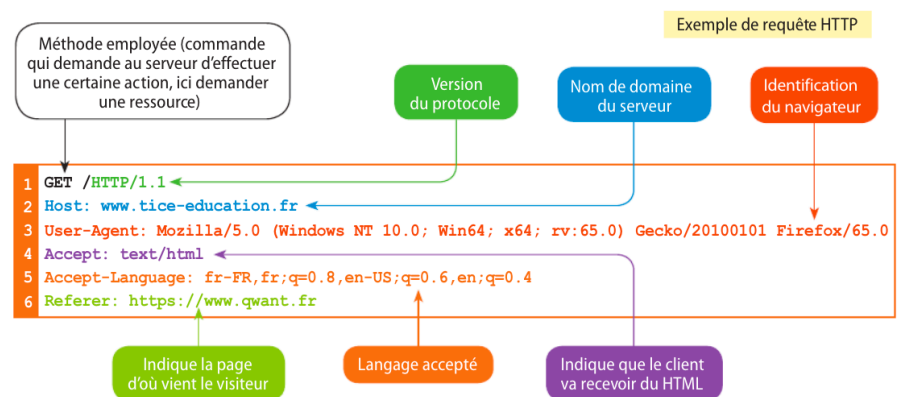 Exemple de requête HTTP
Méthode employée (commande
qui demande au serveur d'effectuer
une certaine action, ici demander
une ressource)
Version
du protocole
Nom de domaine
du serveur
Identification
du navigateur
1 GET /HTTP/1.1
2 Host: www.tice-education.fr
3 User-Agent: Mozilla/5.0 (Windows NT 10.0; Win64; x64; rv:65.0) Gecko/20100101 Firefox/65.0
4 Accept: text/html
5 Accept-Language: fr-FR,fr;q=0.8,en-US;q=0.6,en;q=0.4
6 Referer: https://www.qwant.fr
Indique la page
d'où vient le visiteur
Langage accepté
Indique que le client
va recevoir du HTML